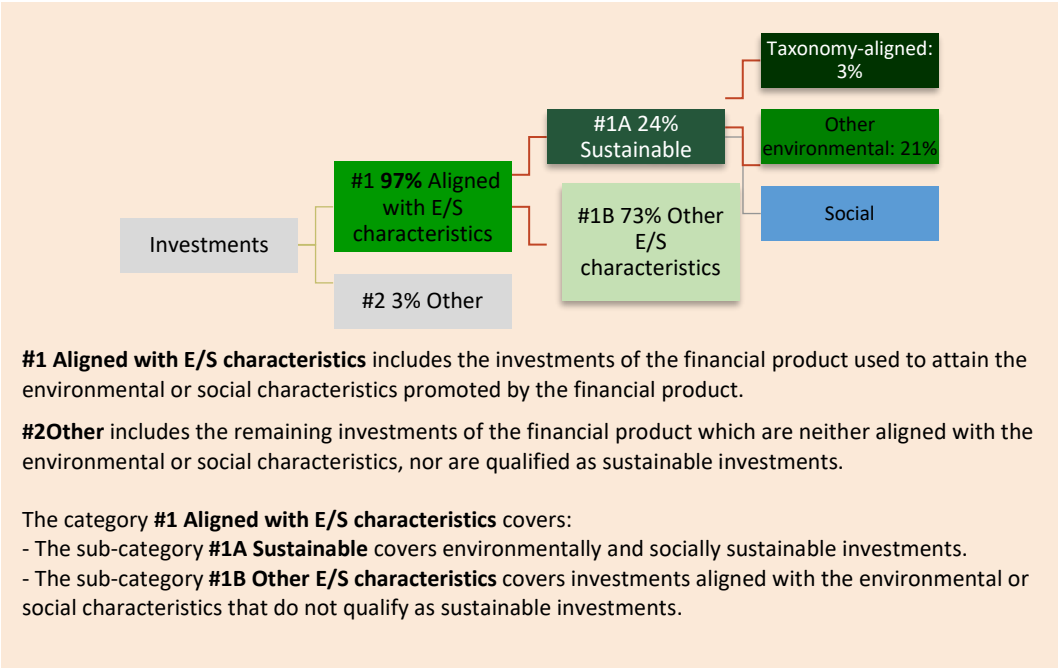 Taxonomy-aligned:
3%
#1A 24%
Sustainable
Other
environmental: 21%
#1 97% Aligned
with E/S
characteristics
#1B 73% Other
E/S
characteristics
Social
Investments
#2 3% Other
#1 Aligned with E/S characteristics includes the investments of the financial product used to attain the
environmental or social characteristics promoted by the financial product.
#2Other includes the remaining investments of the financial product which are neither aligned with the
environmental or social characteristics, nor are qualified as sustainable investments.
The category #1 Aligned with E/S characteristics covers:
- The sub-category #1A Sustainable covers environmentally and socially sustainable investments.
- The sub-category #1B Other E/S characteristics covers investments aligned with the environmental or
social characteristics that do not qualify as sustainable investments.